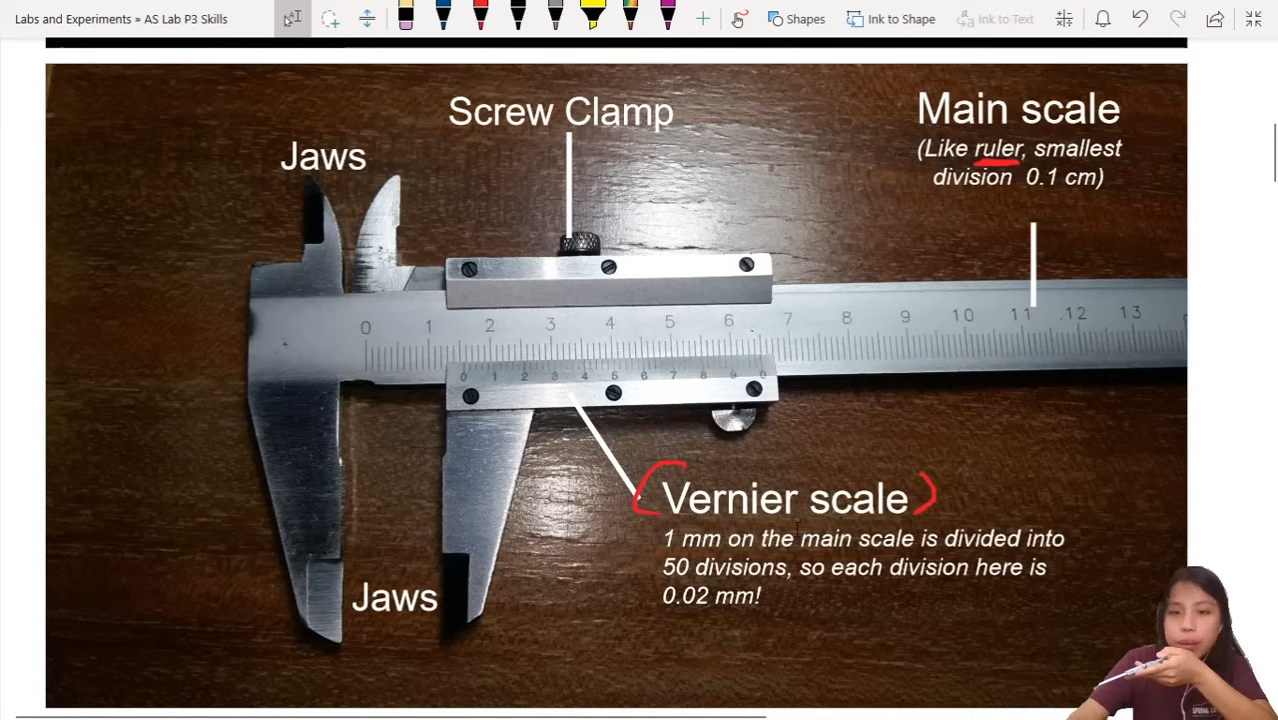 Labs and Experiments » AS Lab P3 Skills
Shapes
Ink to Shape
Ink to Text
Screw Clamp
Main scale
(Like ruler, smallest
division 0.1 cm)
Jaws
0 1 2 3 4 5 6 7 8 9 10 11 12 13
0 1 2 3 4 5 6 7 8 9 0
Vernier scale
1 mm on the main scale is divided into
50 divisions, so each division here is
0.02 mm!
Jaws